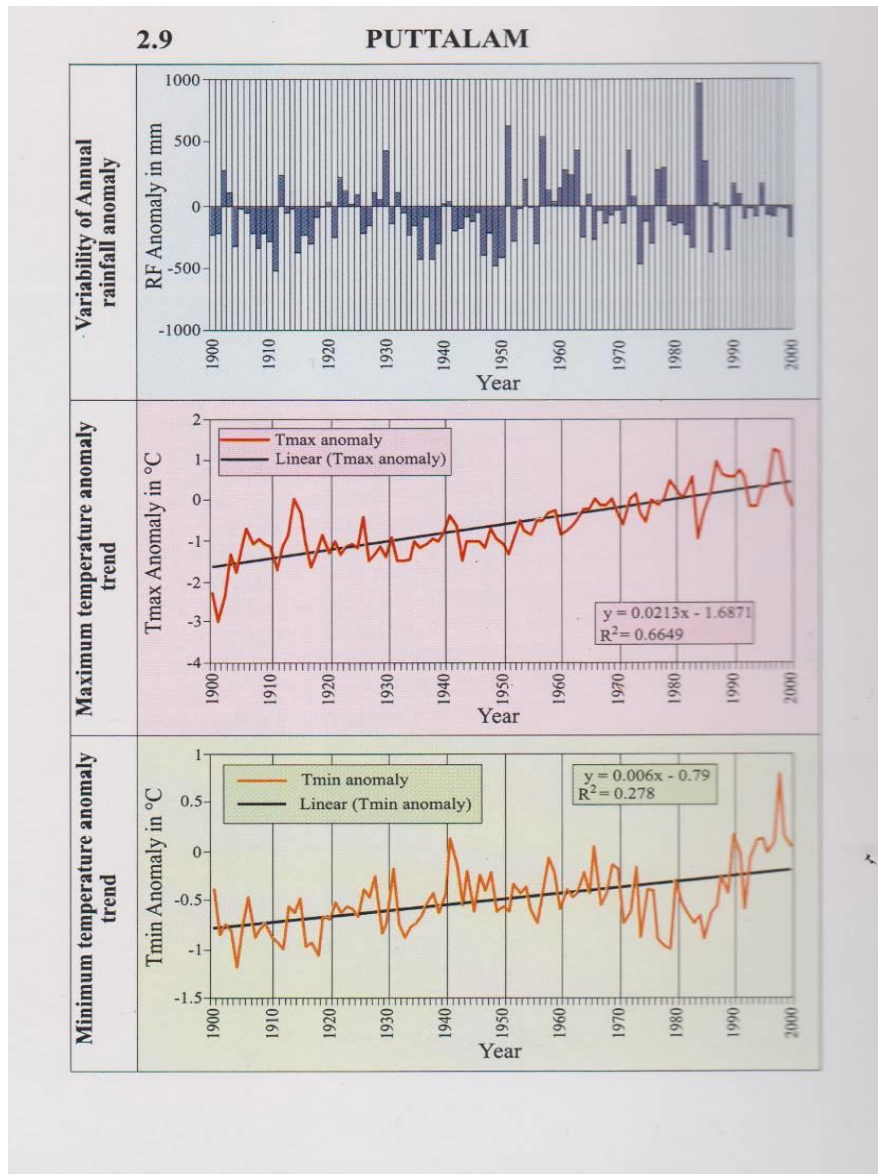 2.9 PUTTALAM
Variability of Annual
rainfall anomaly
RF Anomaly in mm
1000
500
0
-500
-1000
1900 1910 1920 1930 1940 1950 1960 1970 1980 1990 2000
Year
Maximum temperature anomaly
trend
Tmax Anomaly in °C
2
1
0
-1
-2
-3
-4
Tmax anomaly
Linear (Tmax anomaly)
y = 0.0213x - 1.6871
R² = 0.6649
1900 1910 1920 1930 1940 1950 1960 1970 1980 1990 2000
Year
Minimum temperature anomaly
trend
Tmin Anomaly in °C
1
0.5
0
-0.5
-1
-1.5
Tmin anomaly
Linear (Tmin anomaly)
y = 0.006x - 0.79
R² = 0.278
1900 1910 1920 1930 1940 1950 1960 1970 1980 1990 2000
Year